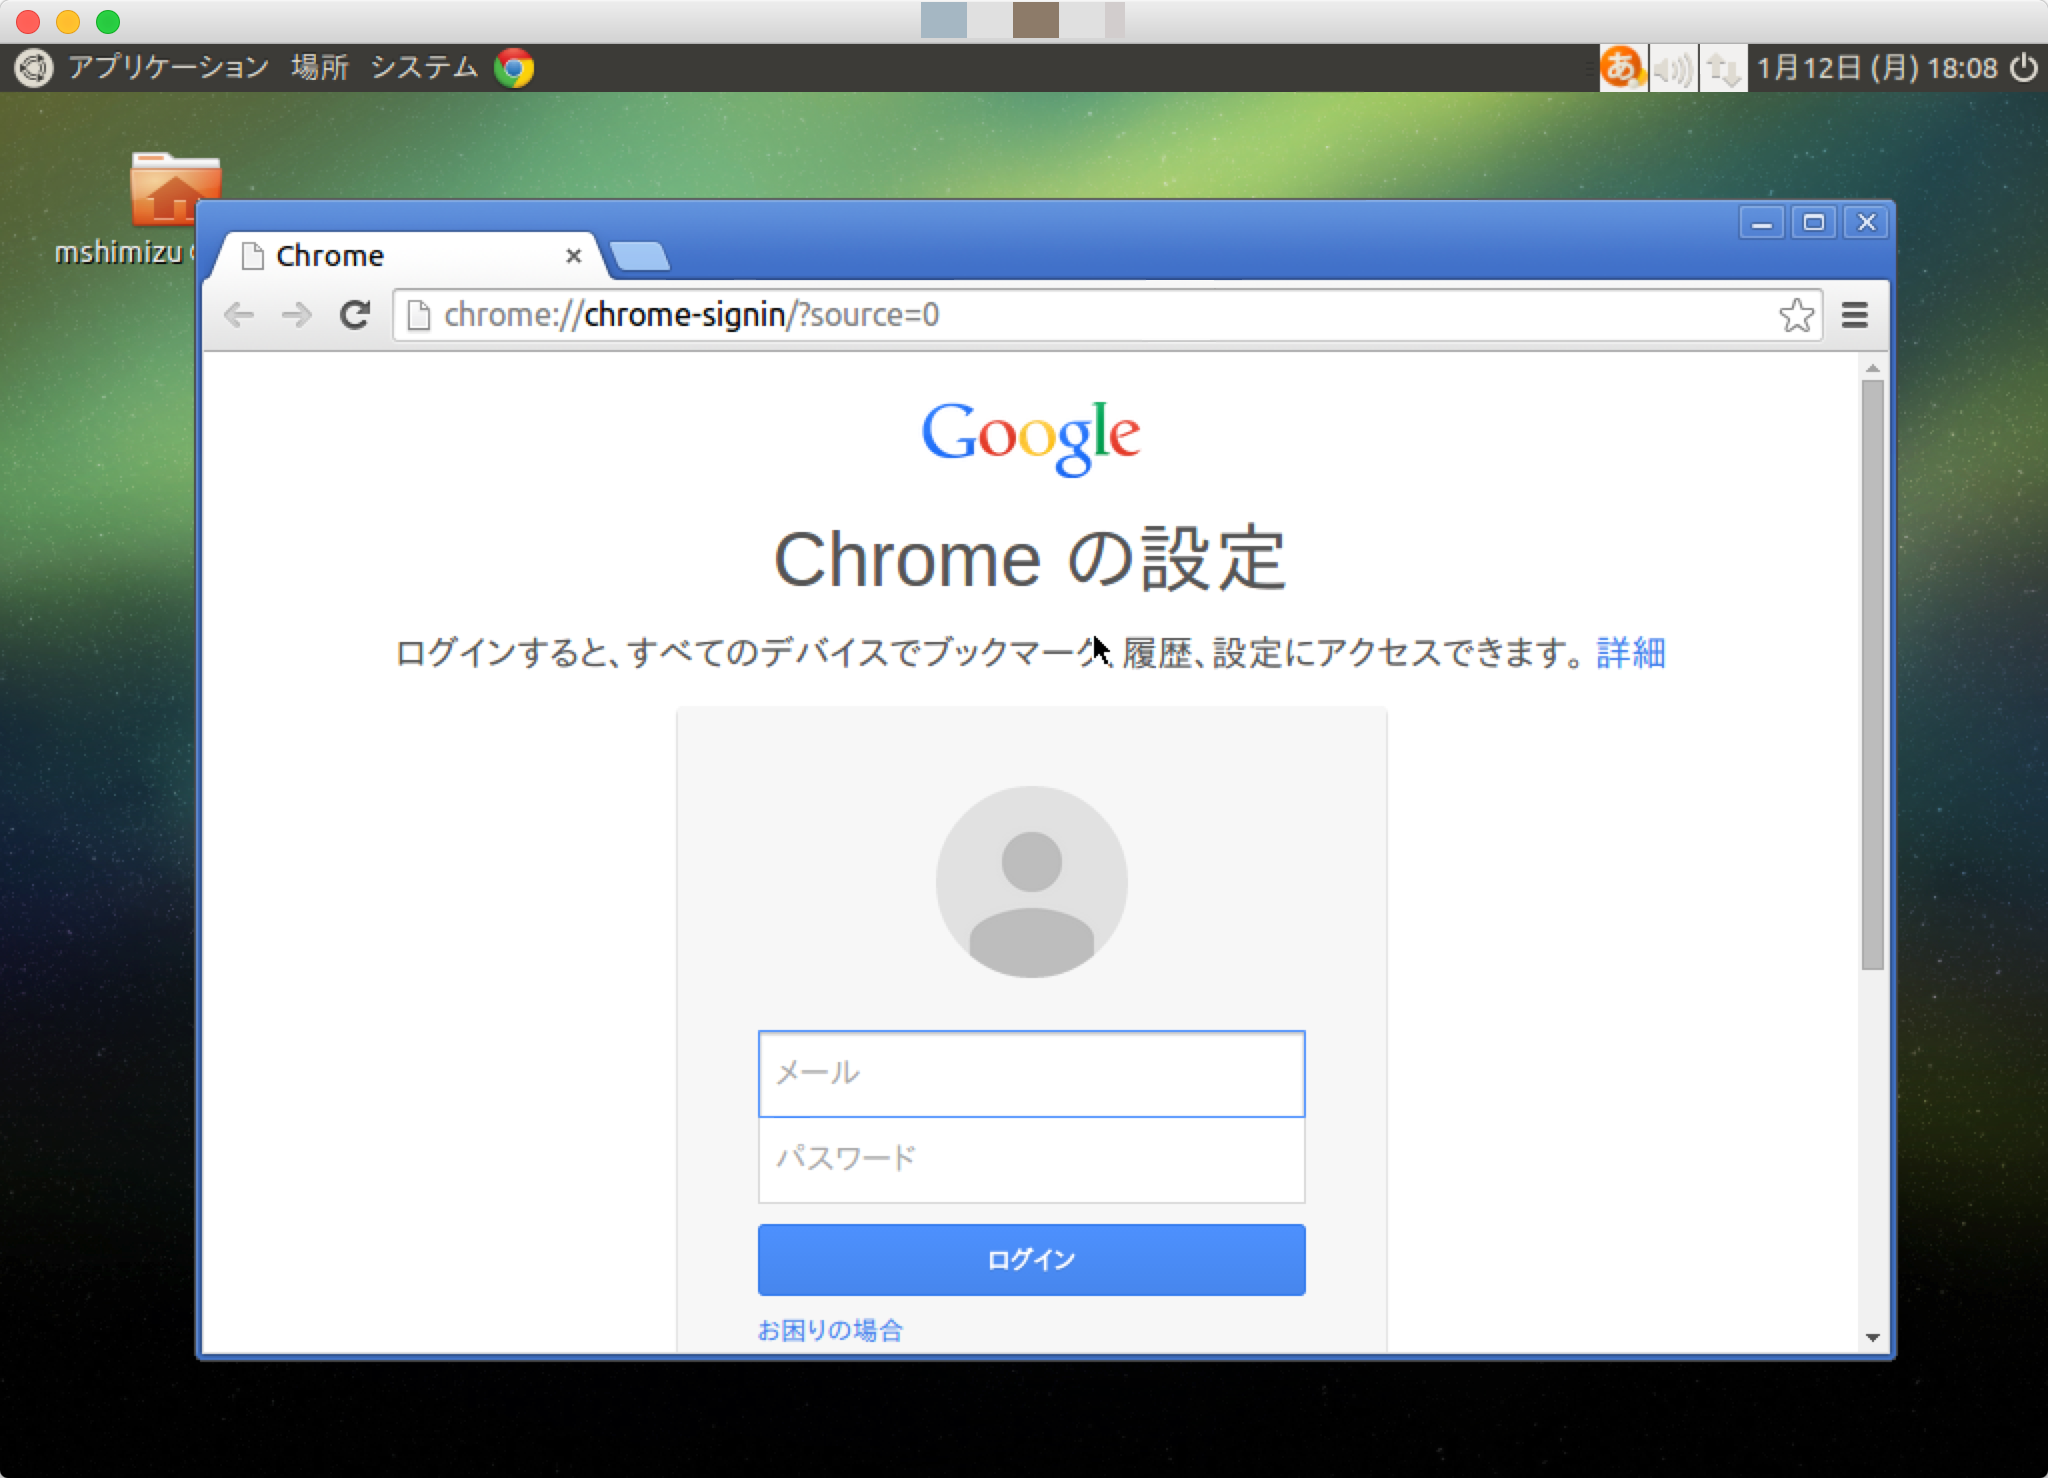 アプリケーション 場所 システム
あ 1月12日 (月) 18:08
mshimizu
Chrome
chrome://chrome-signin/?source=0
Google
Chrome の設定
ログインすると、すべてのデバイスでブックマーク、履歴、設定にアクセスできます。 詳細
メール
パスワード
ログイン
お困りの場合